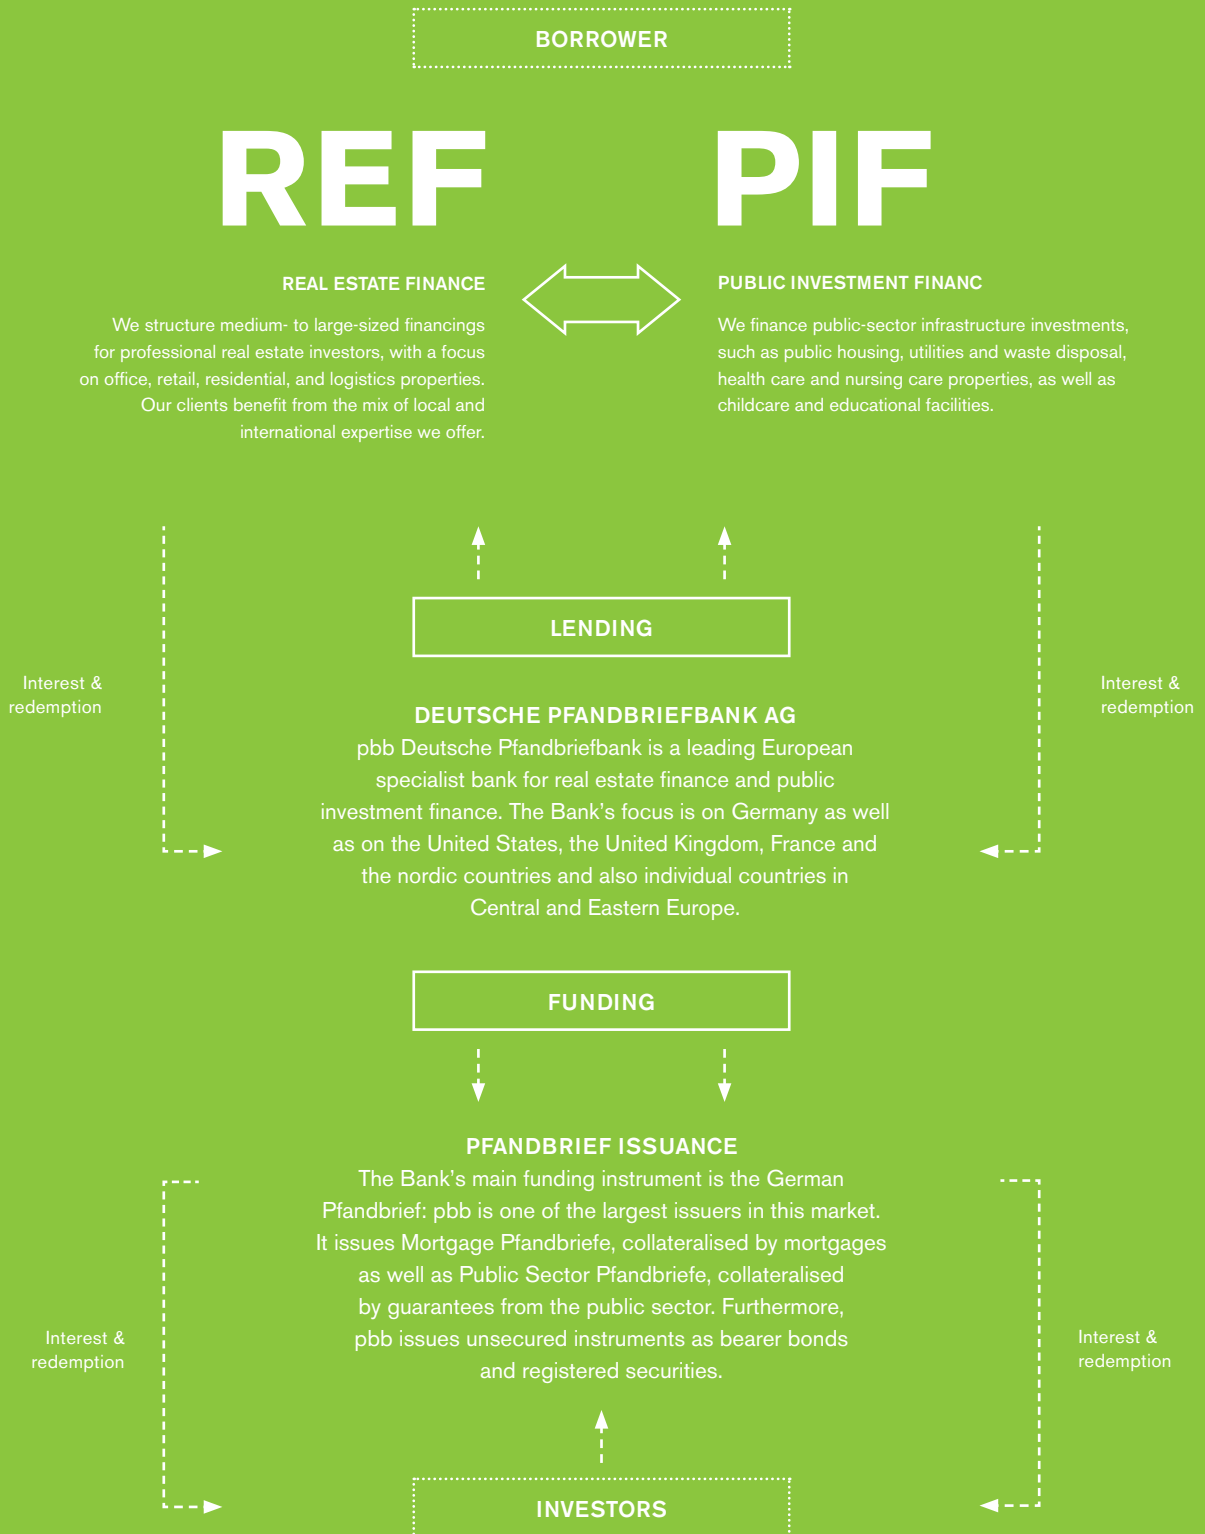 BORROWER
REF
REAL ESTATE FINANCE
We structure medium- to large-sized financings
for professional real estate investors, with a focus
on office, retail, residential, and logistics properties.
Our clients benefit from the mix of local and
international expertise we offer.
PIF
PUBLIC INVESTMENT FINANC
We finance public-sector infrastructure investments,
such as public housing, utilities and waste disposal,
health care and nursing care properties, as well as
childcare and educational facilities.
LENDING
Interest &
redemption
Interest &
redemption
DEUTSCHE PFANDBRIEFBANK AG
pbb Deutsche Pfandbriefbank is a leading European
specialist bank for real estate finance and public
investment finance. The Bank’s focus is on Germany as well
as on the United States, the United Kingdom, France and
the nordic countries and also individual countries in
Central and Eastern Europe.
FUNDING
PFANDBRIEF ISSUANCE
The Bank’s main funding instrument is the German
Pfandbrief: pbb is one of the largest issuers in this market.
It issues Mortgage Pfandbriefe, collateralised by mortgages
as well as Public Sector Pfandbriefe, collateralised
by guarantees from the public sector. Furthermore,
pbb issues unsecured instruments as bearer bonds
and registered securities.
Interest &
redemption
Interest &
redemption
INVESTORS